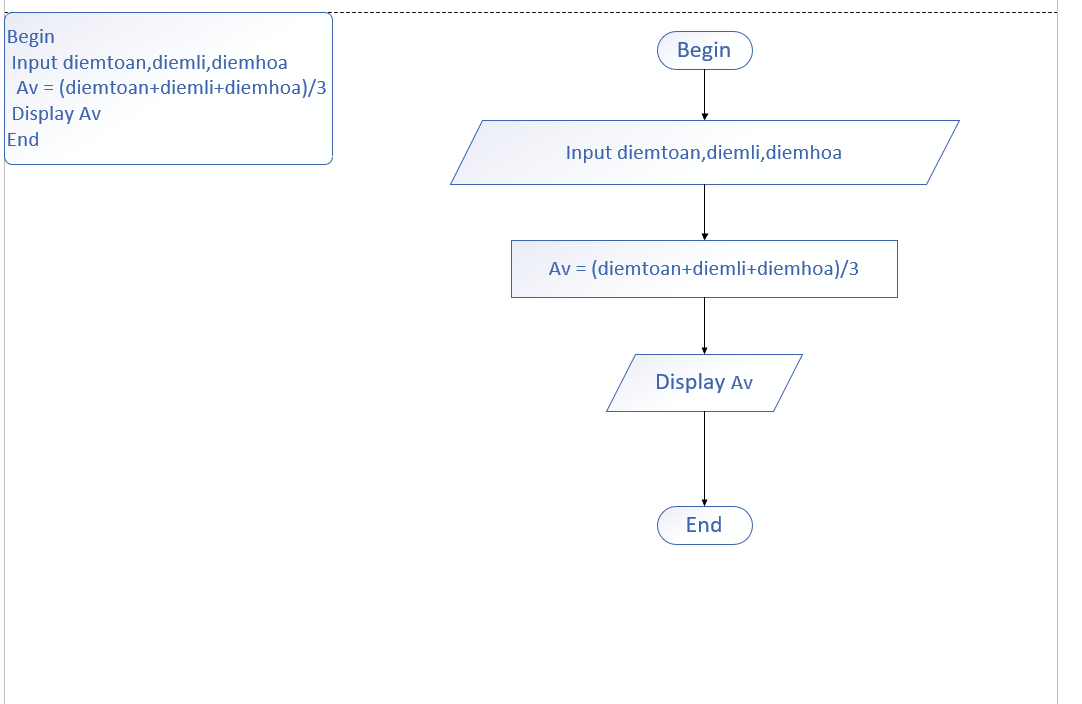 Begin
Input diemtoan,diemli,diemhoa
Av = (diemtoan+diemli+diemhoa)/3
Display Av
End
Begin
Input diemtoan,diemli,diemhoa
Av = (diemtoan+diemli+diemhoa)/3
Display Av
End